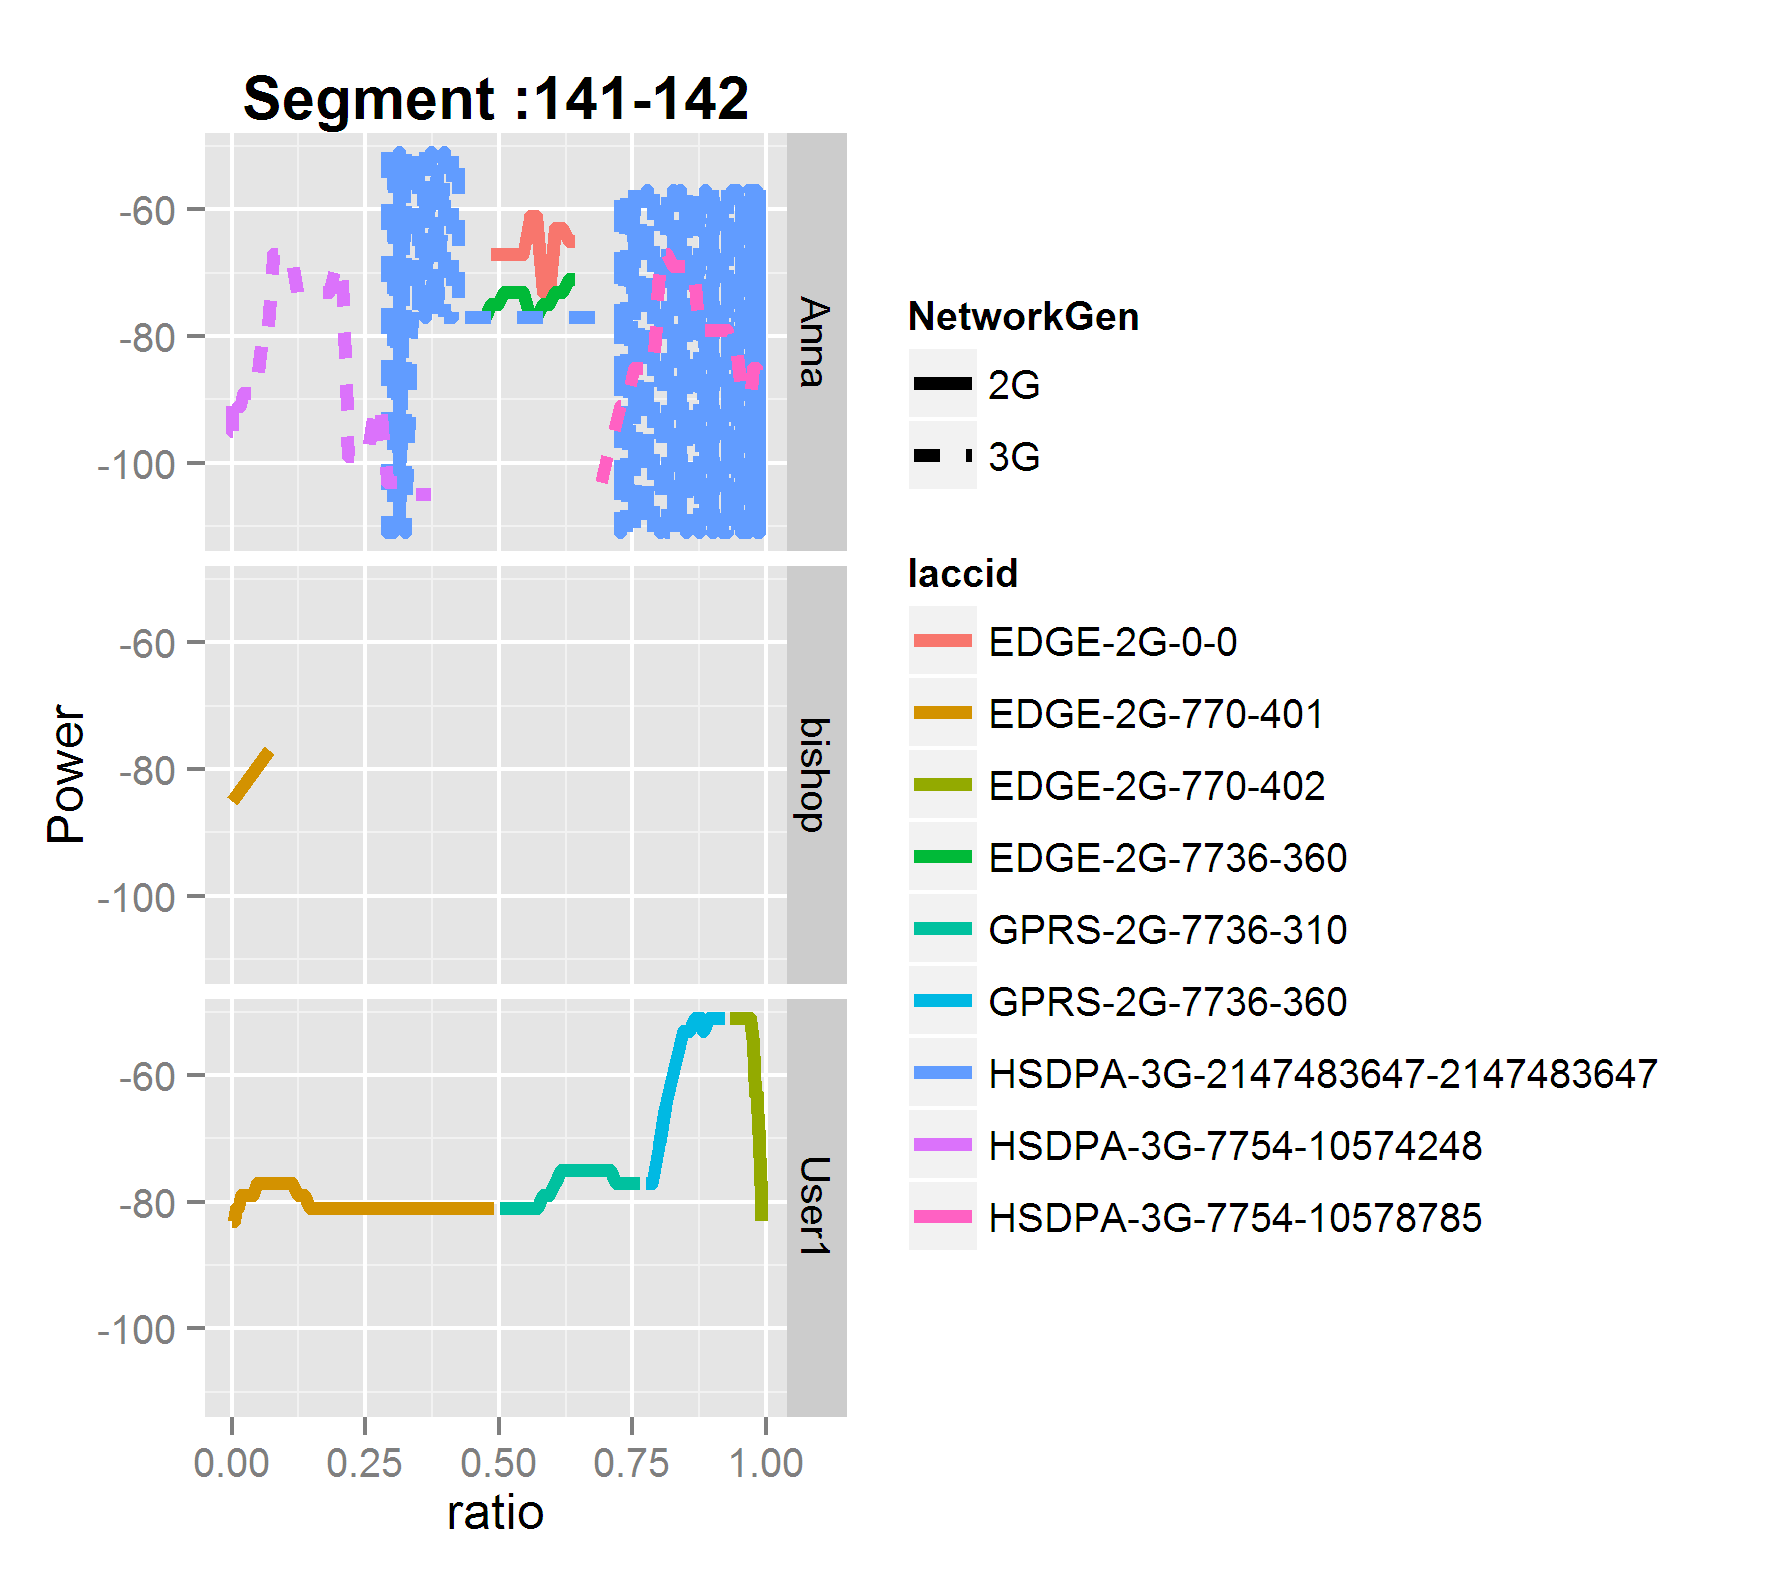 Segment :141-142
-60
-80
-100
Anna
-60
-80
-100
bishop
-60
-80
-100
User1
Power
0.00 0.25 0.50 0.75 1.00
ratio
NetworkGen
2G
3G
laccid
EDGE-2G-0-0
EDGE-2G-770-401
EDGE-2G-770-402
EDGE-2G-7736-360
GPRS-2G-7736-310
GPRS-2G-7736-360
HSDPA-3G-2147483647-2147483647
HSDPA-3G-7754-10574248
HSDPA-3G-7754-10578785